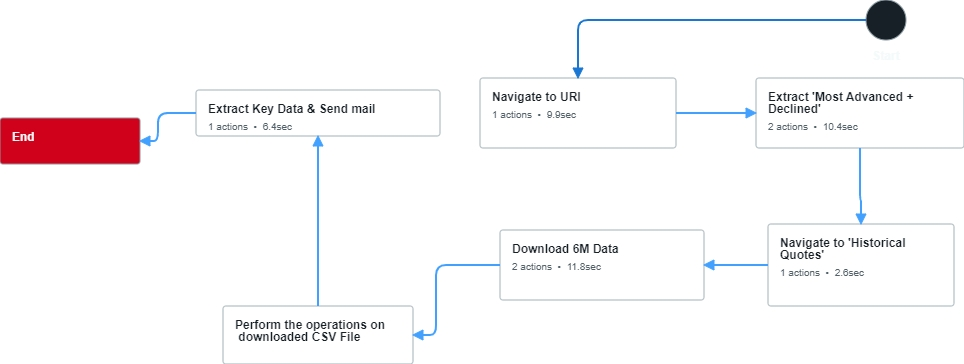 Start
Navigate to URI
1 actions • 9.9sec
Extract 'Most Advanced +
Declined'
2 actions • 10.4sec
Navigate to 'Historical
Quotes'
1 actions • 2.6sec
Download 6M Data
2 actions • 11.8sec
Perform the operations on
downloaded CSV File
Extract Key Data & Send mail
1 actions • 6.4sec
End